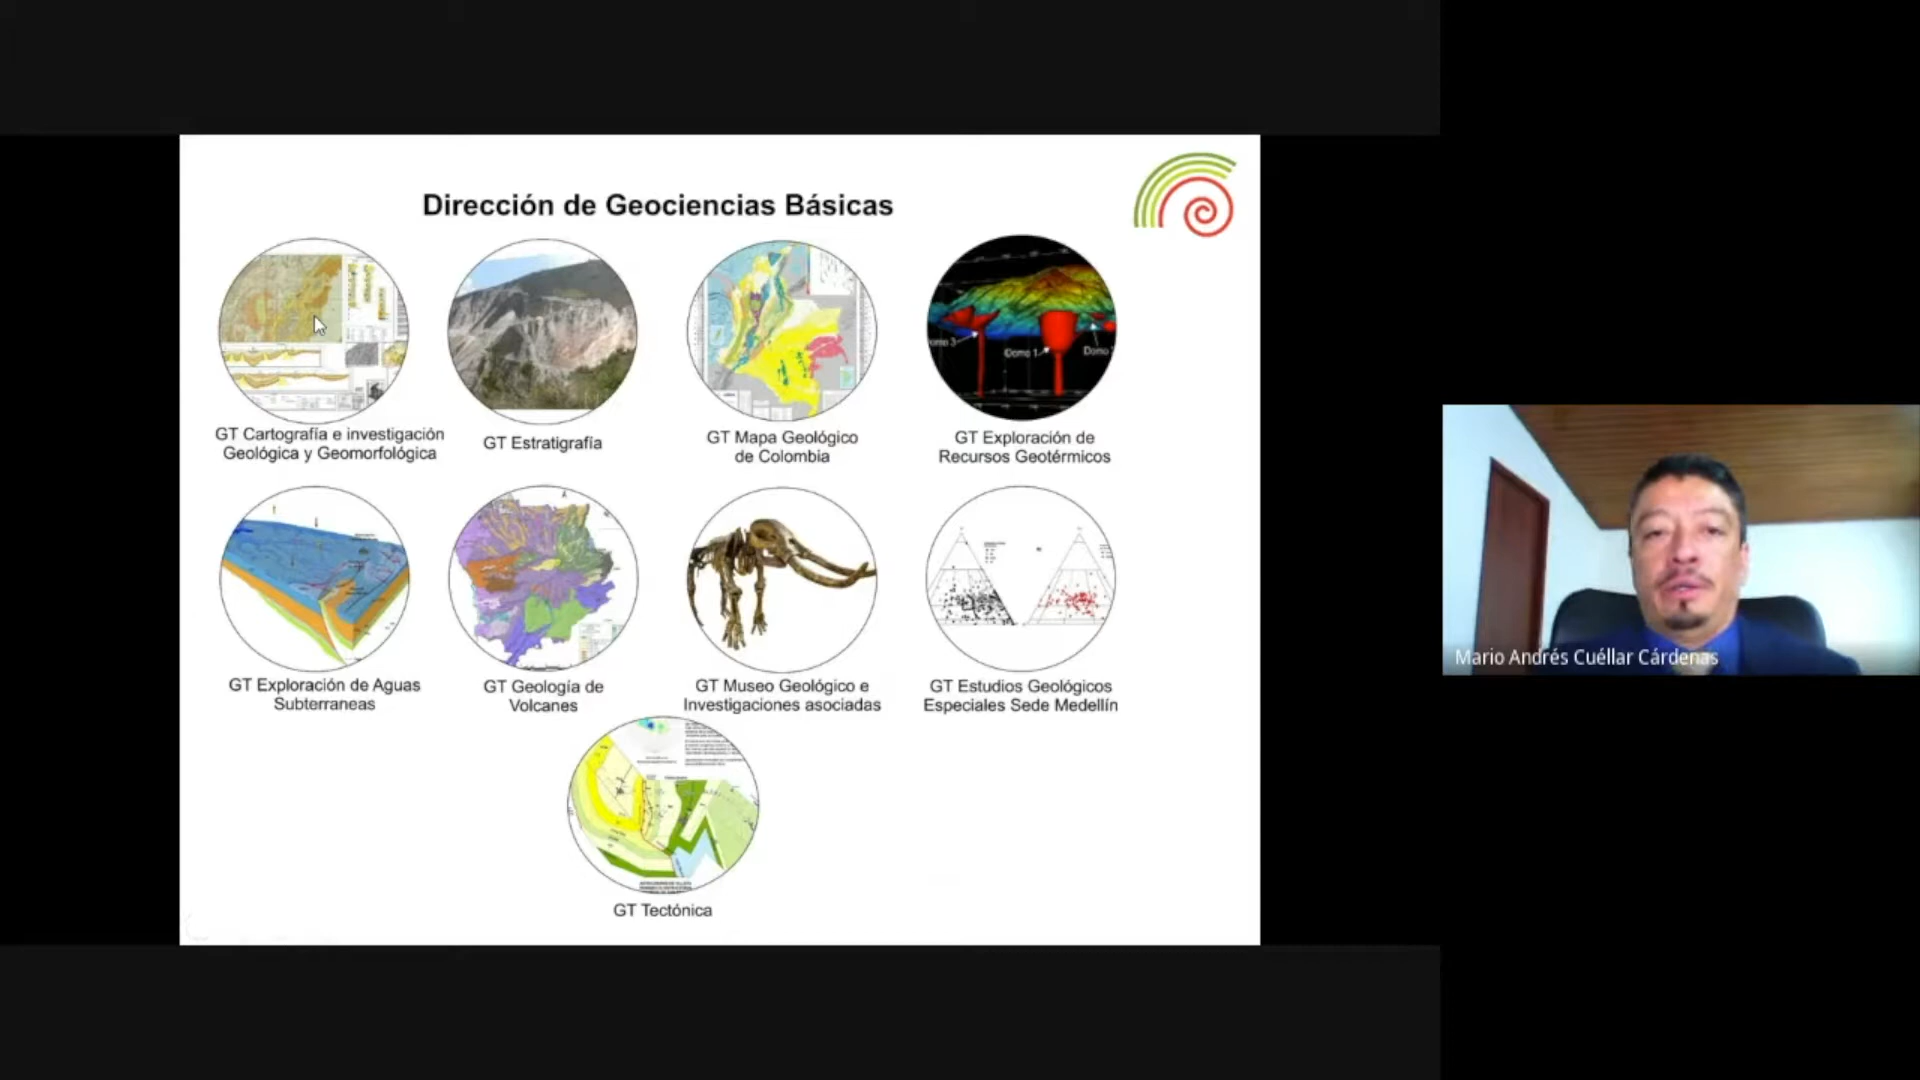 Dirección de Geociencias Básicas
GT Cartografía e investigación
Geológica y Geomorfológica
GT Estratigrafía
GT Mapa Geológico
de Colombia
Domo 1
Domo
GT Exploración de
Recursos Geotérmicos
GT Exploración de Aguas
Subterraneas
GT Geología de
Volcanes
GT Museo Geológico e
Investigaciones asociadas
GT Estudios Geológicos
Especiales Sede Medellín
GT Tectónica
Mario Andrés Cuéllar Cárdenas